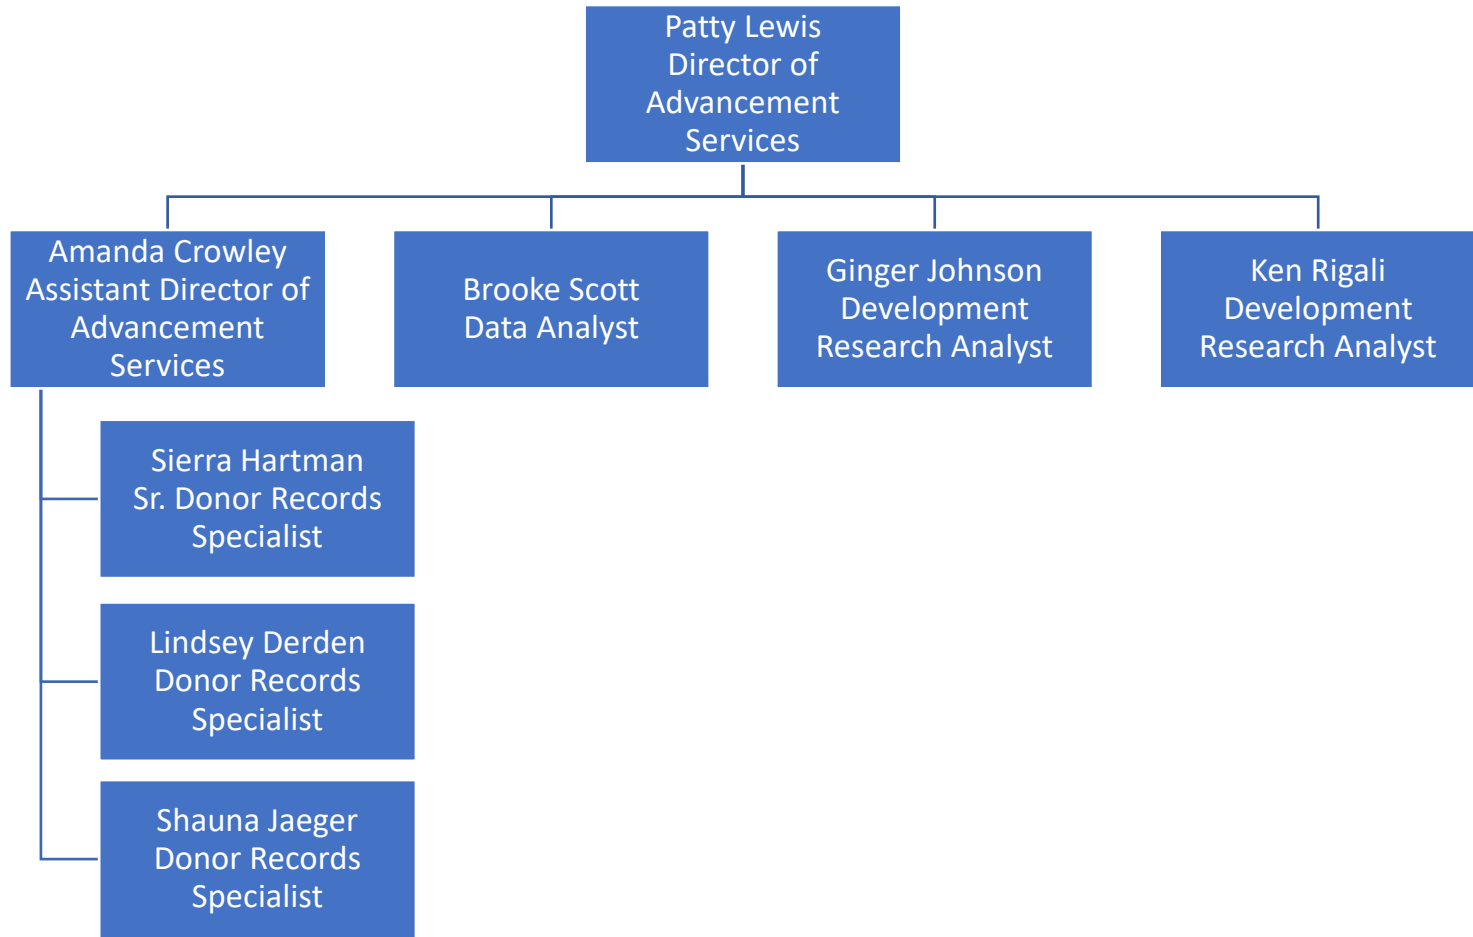 Patty Lewis
Director of
Advancement
Services
Amanda Crowley
Assistant Director of
Advancement
Services
Brooke Scott
Data Analyst
Ginger Johnson
Development
Research Analyst
Ken Rigali
Development
Research Analyst
Sierra Hartman
Sr. Donor Records
Specialist
Lindsey Derden
Donor Records
Specialist
Shauna Jaeger
Donor Records
Specialist